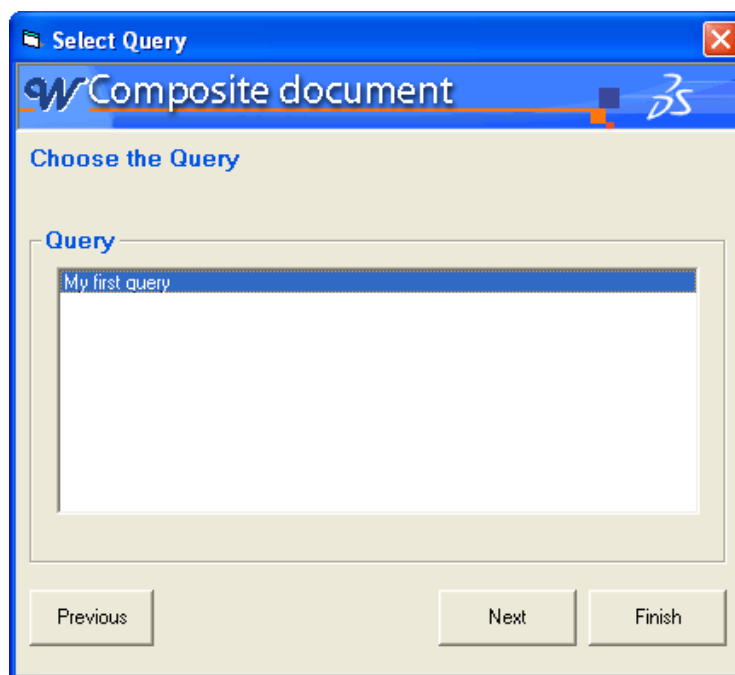 Select Query
Composite document
Choose the Query
Query
My first query
Previous
Next
Finish